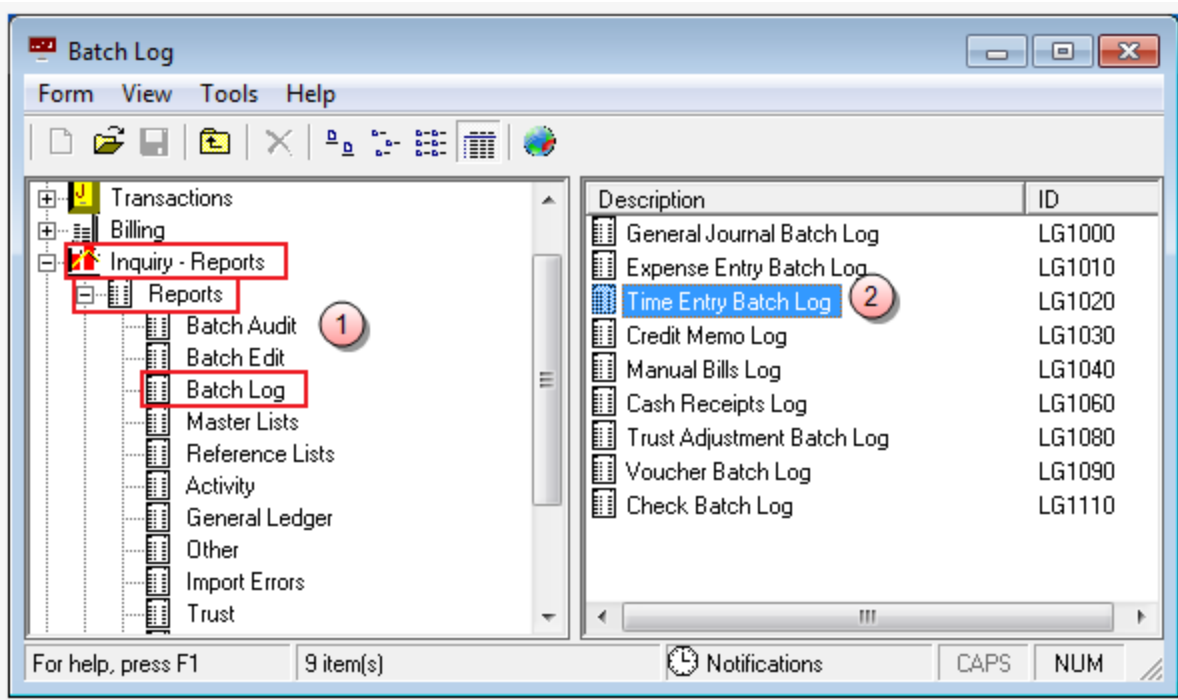 Batch Log
Form View Tools Help
Transactions
Billing
Inquiry - Reports
Reports
Batch Audit
1
Batch Edit
Batch Log
Master Lists
Reference Lists
Activity
General Ledger
Other
Import Errors
Trust
Description ID
General Journal Batch Log LG1000
Expense Entry Batch Log LG1010
Time Entry Batch Log 2 LG1020
Credit Memo Log LG1030
Manual Bills Log LG1040
Cash Receipts Log LG1060
Trust Adjustment Batch Log LG1080
Voucher Batch Log LG1090
Check Batch Log LG1110
For help, press F1 9 item(s) Notifications CAPS NUM